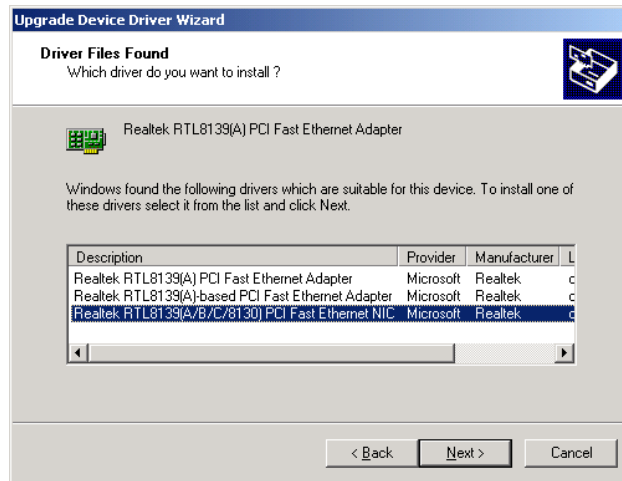 Upgrade Device Driver Wizard
Driver Files Found
Which driver do you want to install ?
Realtek RTL8139(A) PCI Fast Ethernet Adapter
Windows found the following drivers which are suitable for this device. To install one of
these drivers select it from the list and click Next.
Description Provider Manufacturer L
Realtek RTL8139(A) PCI Fast Ethernet Adapter Microsoft Realtek c
Realtek RTL8139(A)-based PCI Fast Ethernet Adapter Microsoft Realtek c
Realtek RTL8139(A/B/C/8130) PCI Fast Ethernet NIC Microsoft Realtek c
< Back Next > Cancel